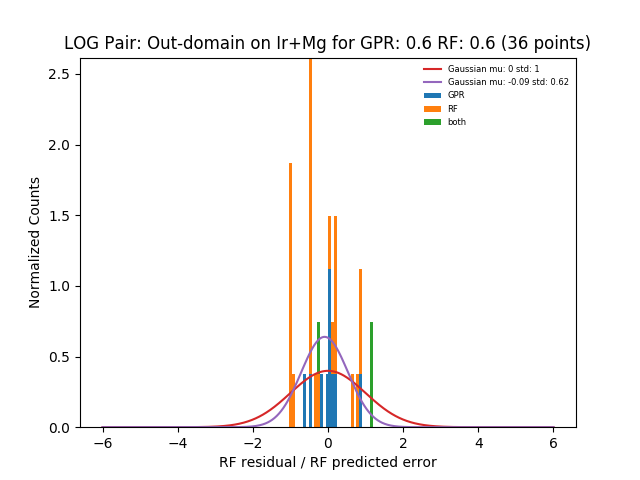 LOG Pair: Out-domain on Ir+Mg for GPR: 0.6 RF: 0.6 (36 points)
Gaussian mu: 0 std: 1
Gaussian mu: -0.09 std: 0.62
GPR
RF
both
Normalized Counts
2.5
2.0
1.5
1.0
0.5
0.0
−6 −4 −2 0 2 4 6
RF residual / RF predicted error